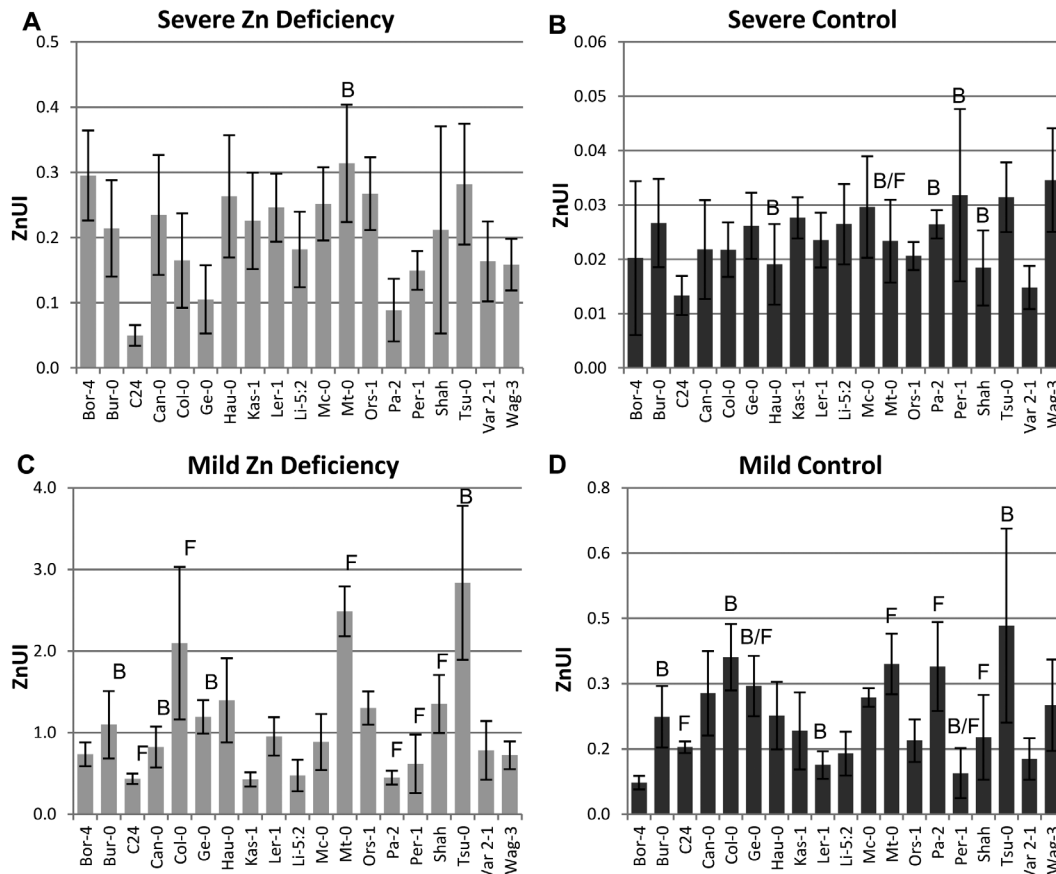 A
Severe Zn Deficiency
ZnUI
0.5
0.4
0.3
0.2
0.1
0.0
B
Bor-4
Bur-0
C24
Can-0
Col-0
Ge-0
Hau-0
Kas-1
Ler-1
Li-5:2
Mc-0
Mt-0
Ors-1
Pa-2
Per-1
Shah
Tsu-0
Var 2-1
Wag-3
B
Severe Control
ZnUI
0.06
0.05
0.04
0.03
0.02
0.01
0.00
B
B/F
B
B
B
Bor-4
Bur-0
C24
Can-0
Col-0
Ge-0
Hau-0
Kas-1
Ler-1
Li-5:2
Mc-0
Mt-0
Ors-1
Pa-2
Per-1
Shah
Tsu-0
Var 2-1
Wag-3
C
Mild Zn Deficiency
ZnUI
4.0
3.0
2.0
1.0
0.0
B
F
B
F
B
F
F
F
F
B
Bor-4
Bur-0
C24
Can-0
Col-0
Ge-0
Hau-0
Kas-1
Ler-1
Li-5:2
Mc-0
Mt-0
Ors-1
Pa-2
Per-1
Shah
Tsu-0
Var 2-1
Wag-3
D
Mild Control
ZnUI
0.8
0.6
0.5
0.3
0.2
0.0
B
F
B
B/F
B
F
F
B/F
F
B
Bor-4
Bur-0
C24
Can-0
Col-0
Ge-0
Hau-0
Kas-1
Ler-1
Li-5:2
Mc-0
Mt-0
Ors-1
Pa-2
Per-1
Shah
Tsu-0
Var 2-1
Wag-3